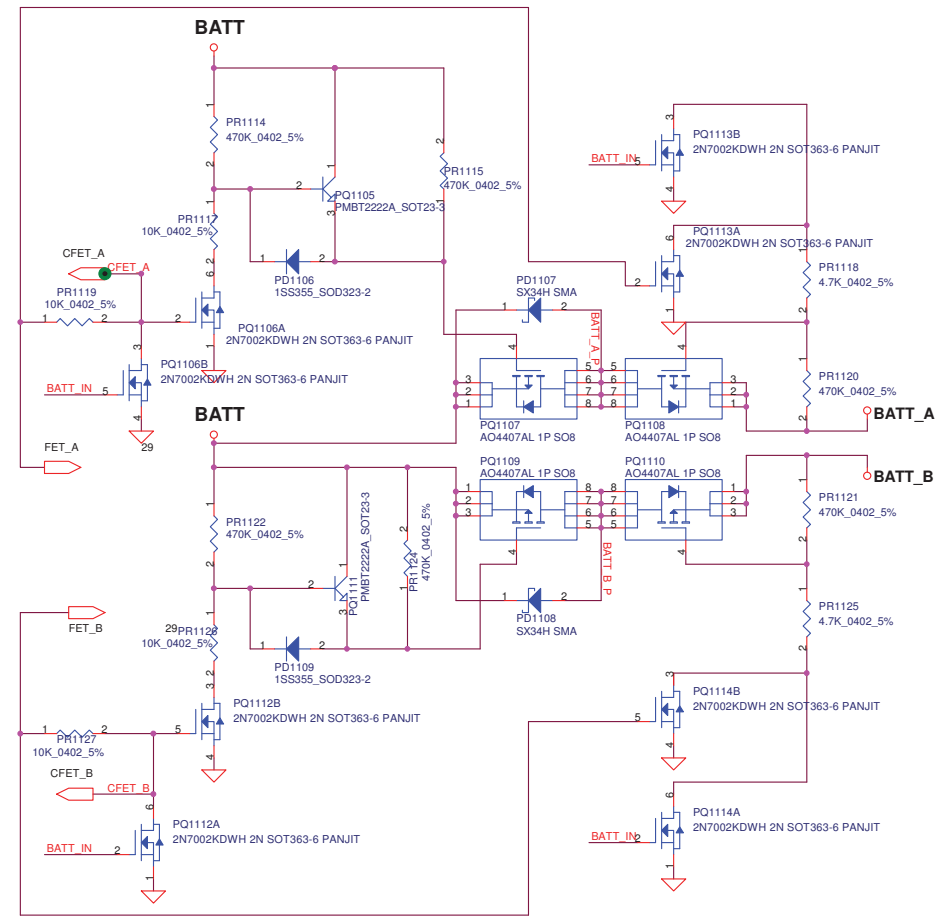 BATT
PR1114
470K_0402_5%
PQ1105
PMBT2222A_SOT23-3
PR1115
470K_0402_5%
PR1117
10K_0402_5%
PD1106
1SS355_SOD323-2
CFET_A
CFET_A
PR1119
10K_0402_5%
PQ1106A
2N7002KDWH 2N SOT363-6 PANJIT
PQ1106B
2N7002KDWH 2N SOT363-6 PANJIT
BATT_IN
29
FET_A
PQ1113B
2N7002KDWH 2N SOT363-6 PANJIT
BATT_IN
PQ1113A
2N7002KDWH 2N SOT363-6 PANJIT
PR1118
4.7K_0402_5%
PD1107
SX34H SMA
BATT_A_P
PQ1107
AO4407AL 1P SO8
PQ1108
AO4407AL 1P SO8
PR1120
470K_0402_5%
BATT_A
BATT
PQ1109
AO4407AL 1P SO8
PQ1110
AO4407AL 1P SO8
BATT_B
PR1121
470K_0402_5%
PR1122
470K_0402_5%
PQ1111
PMBT2222A_SOT23-3
PR1124
470K_0402_5%
BATT_B_P
PD1108
SX34H SMA
PR1125
4.7K_0402_5%
FET_B
29
PR1126
10K_0402_5%
PD1109
1SS355_SOD323-2
PQ1112B
2N7002KDWH 2N SOT363-6 PANJIT
PR1127
10K_0402_5%
CFET_B
CFET_B
PQ1112A
2N7002KDWH 2N SOT363-6 PANJIT
BATT_IN
PQ1114B
2N7002KDWH 2N SOT363-6 PANJIT
PQ1114A
2N7002KDWH 2N SOT363-6 PANJIT
BATT_IN